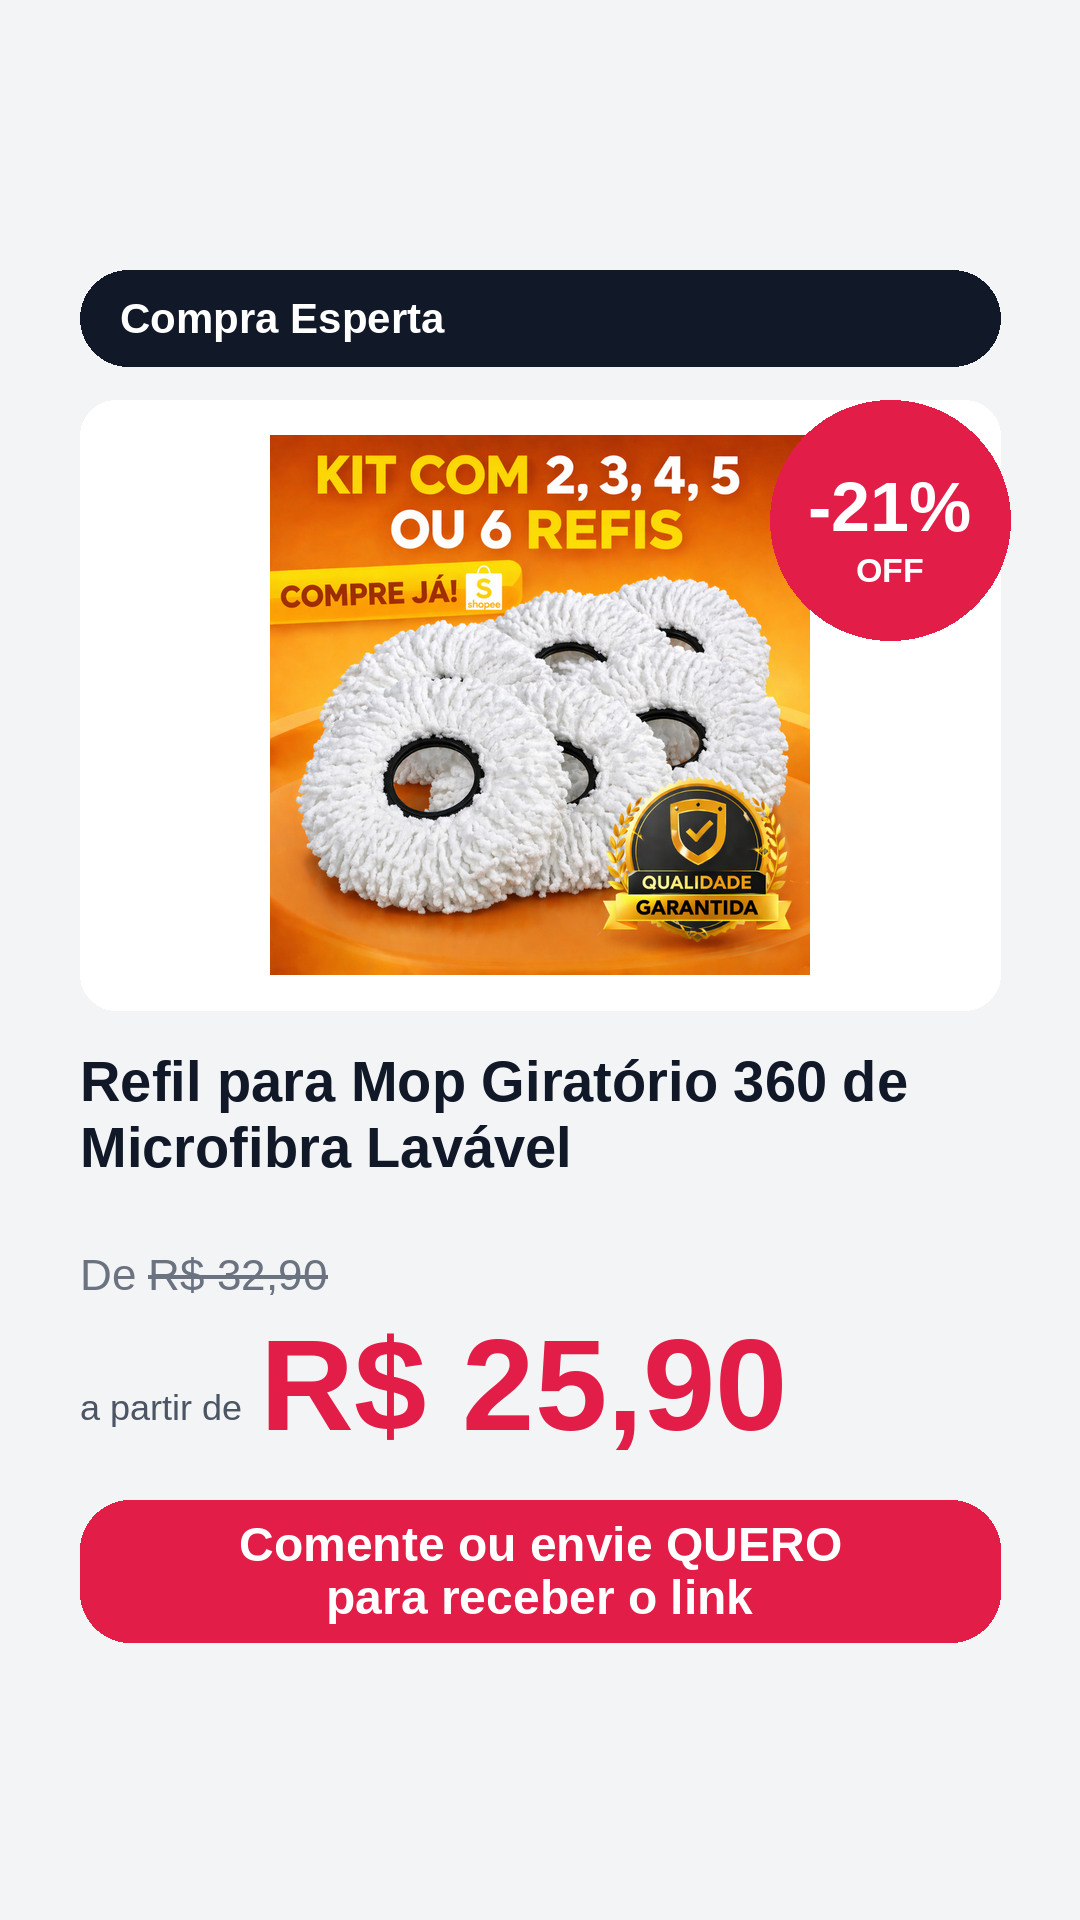 Compra Esperta
-21%
OFF
KIT COM 2, 3, 4, 5
OU 6 REFIS
COMPRE JÁ!
S
shopee
QUALIDADE
GARANTIDA
Refil para Mop Giratório 360 de
Microfibra Lavável
De R$ 32,90
a partir de R$ 25,90
Comente ou envie QUERO
para receber o link